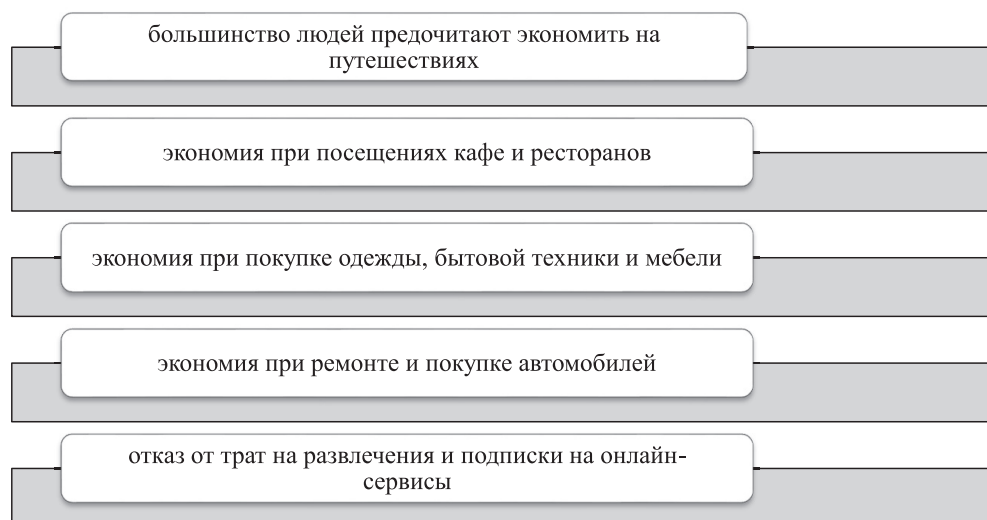 большинство людей предочитают экономить на
путешествиях
экономия при посещениях кафе и ресторанов
экономия при покупке одежды, бытовой техники и мебели
экономия при ремонте и покупке автомобилей
отказ от трат на развлечения и подписки на онлайн-
сервисы